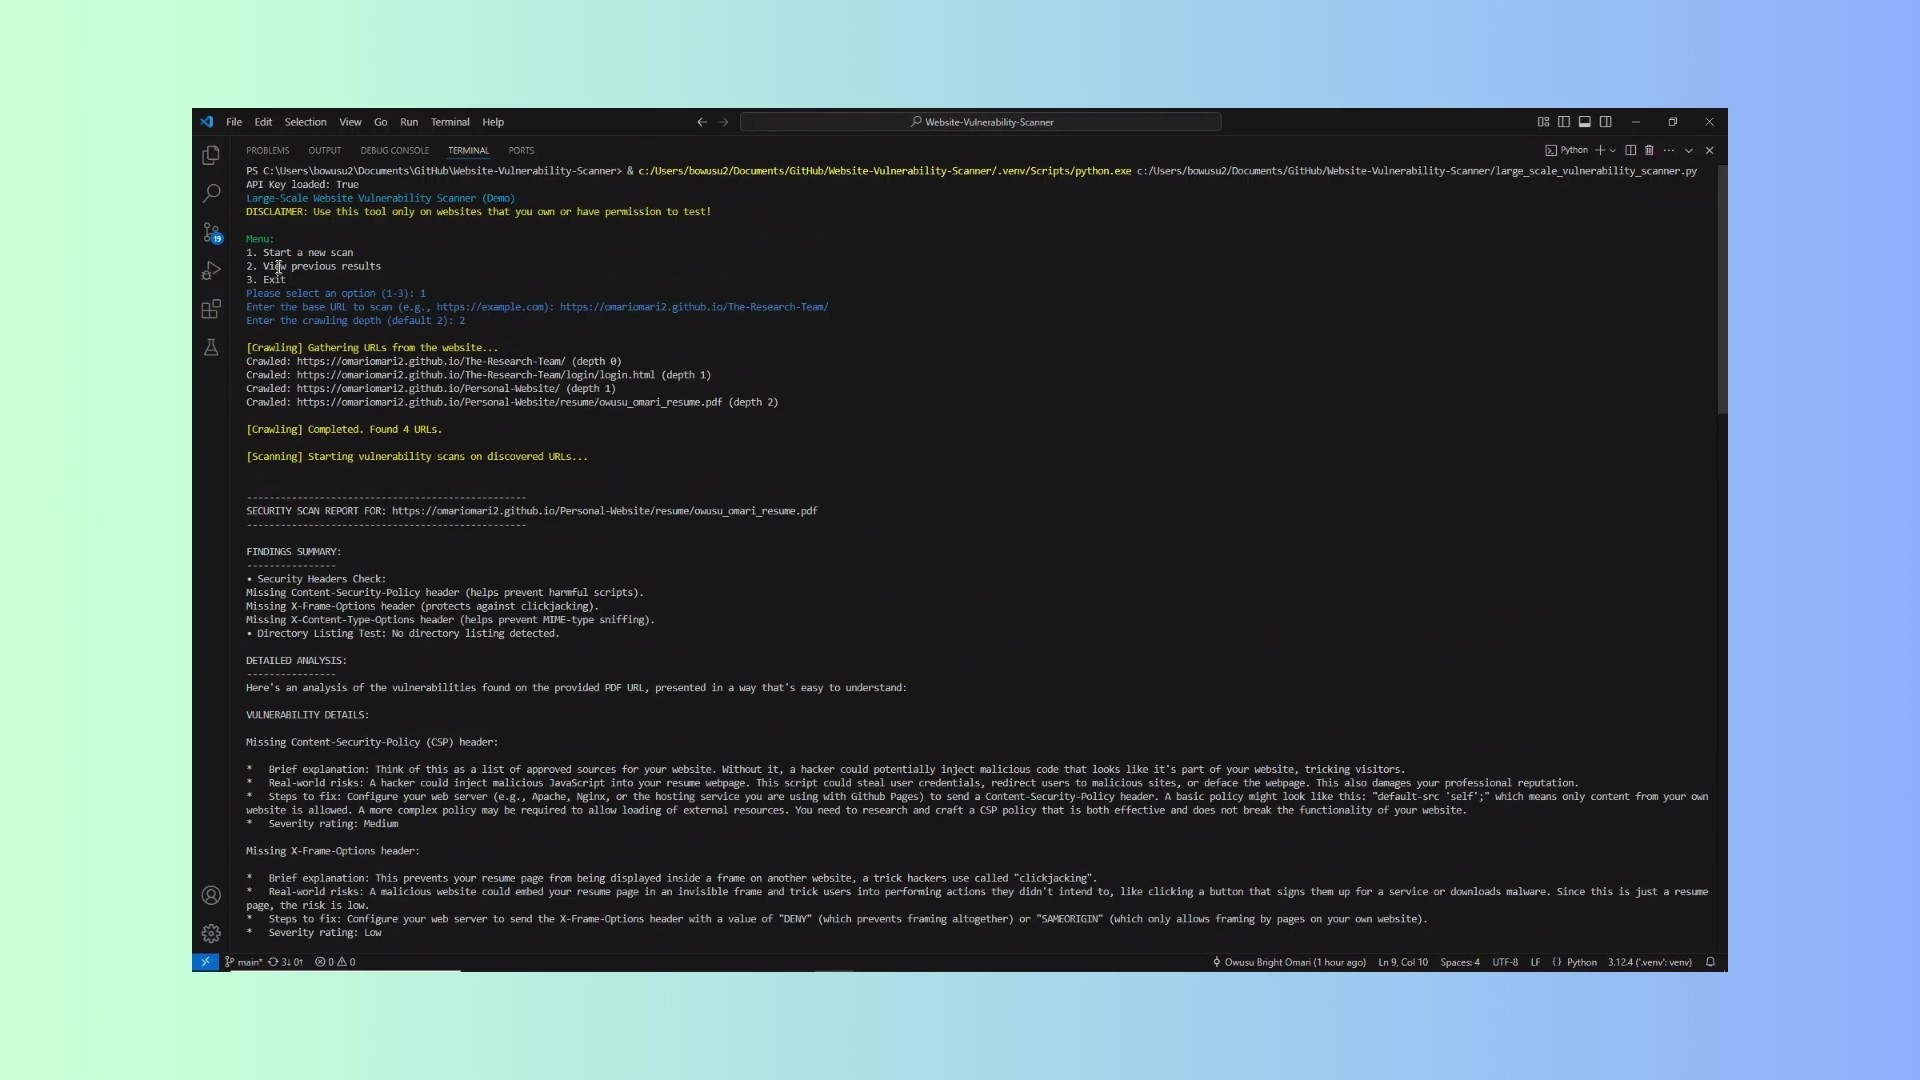 File Edit Selection View Go Run Terminal Help
Website-Vulnerability-Scanner
PROBLEMS OUTPUT DEBUG CONSOLE TERMINAL PORTS
Python
PS C:\Users\bowusu2\Documents\GitHub\Website-Vulnerability-Scanner> & c:/Users/bowusu2/Documents/GitHub/Website-Vulnerability-Scanner/.venv/Scripts/python.exe c:/Users/bowusu2/Documents/GitHub/Website-Vulnerability-Scanner/large_scale_vulnerability_scanner.py
API Key loaded: True
Large-Scale Website Vulnerability Scanner (Demo)
DISCLAIMER: Use this tool only on websites that you own or have permission to test!
Menu:
1. Start a new scan
2. View previous results
3. Exit
Please select an option (1-3): 1
Enter the base URL to scan (e.g., https://example.com): https://omariomari2.github.io/The-Research-Team/
Enter the crawling depth (default 2): 2
[Crawling] Gathering URLs from the website...
Crawled: https://omariomari2.github.io/The-Research-Team/ (depth 0)
Crawled: https://omariomari2.github.io/The-Research-Team/login/login.html (depth 1)
Crawled: https://omariomari2.github.io/Personal-Website/ (depth 1)
Crawled: https://omariomari2.github.io/Personal-Website/resume/owusu_omari_resume.pdf (depth 2)
[Crawling] Completed. Found 4 URLs.
[Scanning] Starting vulnerability scans on discovered URLs...
--------------------------------------------------
SECURITY SCAN REPORT FOR: https://omariomari2.github.io/Personal-Website/resume/owusu_omari_resume.pdf
--------------------------------------------------
FINDINGS SUMMARY:
----------------
• Security Headers Check:
Missing Content-Security-Policy header (helps prevent harmful scripts).
Missing X-Frame-Options header (protects against clickjacking).
Missing X-Content-Type-Options header (helps prevent MIME-type sniffing).
• Directory Listing Test: No directory listing detected.
DETAILED ANALYSIS:
----------------
Here's an analysis of the vulnerabilities found on the provided PDF URL, presented in a way that's easy to understand:
VULNERABILITY DETAILS:
Missing Content-Security-Policy (CSP) header:
* Brief explanation: Think of this as a list of approved sources for your website. Without it, a hacker could potentially inject malicious code that looks like it's part of your website, tricking visitors.
* Real-world risks: A hacker could inject malicious JavaScript into your resume webpage. This script could steal user credentials, redirect users to malicious sites, or deface the webpage. This also damages your professional reputation.
* Steps to fix: Configure your web server (e.g., Apache, Nginx, or the hosting service you are using with Github Pages) to send a Content-Security-Policy header. A basic policy might look like this: "default-src 'self';" which means only content from your own
website is allowed. A more complex policy may be required to allow loading of external resources. You need to research and craft a CSP policy that is both effective and does not break the functionality of your website.
* Severity rating: Medium
Missing X-Frame-Options header:
* Brief explanation: This prevents your resume page from being displayed inside a frame on another website, a trick hackers use called "clickjacking".
* Real-world risks: A malicious website could embed your resume page in an invisible frame and trick users into performing actions they didn't intend to, like clicking a button that signs them up for a service or downloads malware. Since this is just a resume
page, the risk is low.
* Steps to fix: Configure your web server to send the X-Frame-Options header with a value of "DENY" (which prevents framing altogether) or "SAMEORIGIN" (which only allows framing by pages on your own website).
* Severity rating: Low
19
main* 3↓ 0↑ 0 0 Owusu Bright Omari (1 hour ago) Ln 9, Col 10 Spaces: 4 UTF-8 LF {} Python 3.12.4 ('.venv': venv)